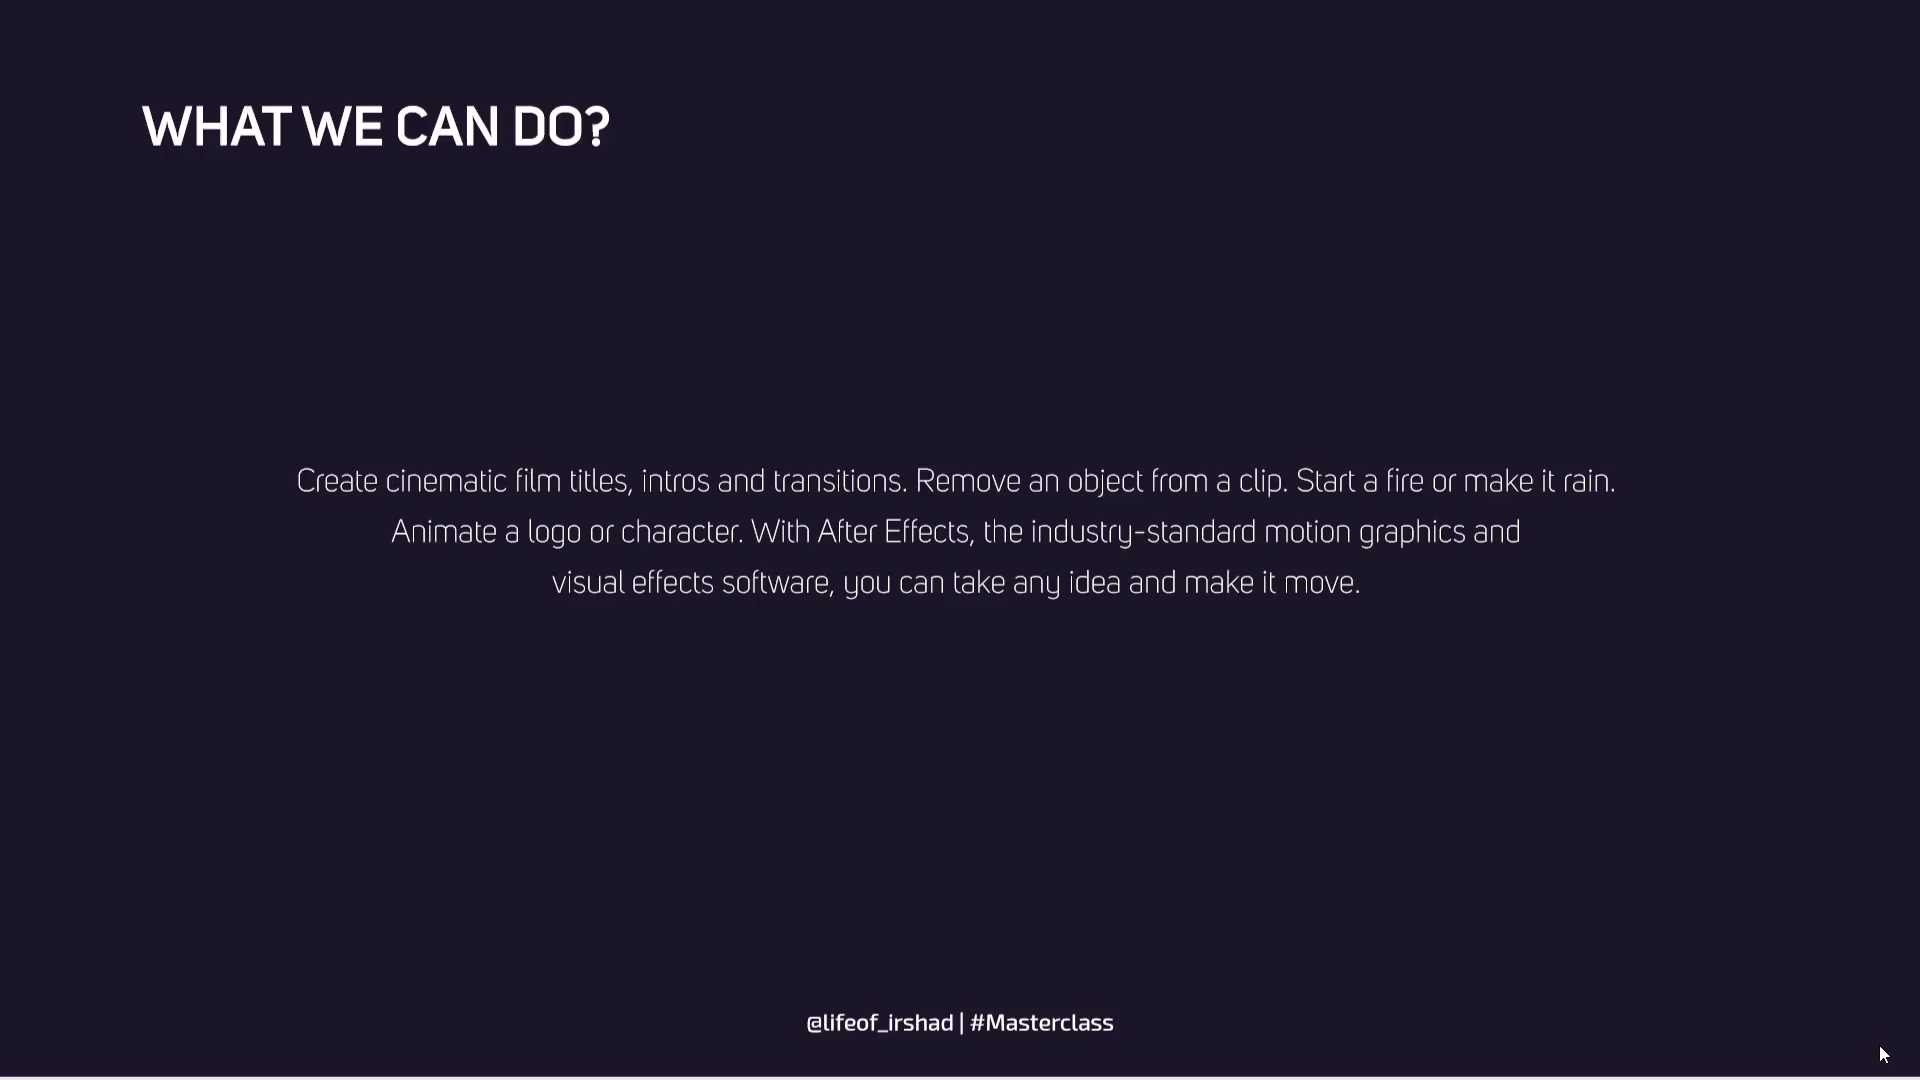 WHAT WE CAN DO?
Create cinematic film titles, intros and transitions. Remove an object from a clip. Start a fire or make it rain.
Animate a logo or character. With After Effects, the industry-standard motion graphics and
visual effects software, you can take any idea and make it move.
@lifeof_irshad | #Masterclass